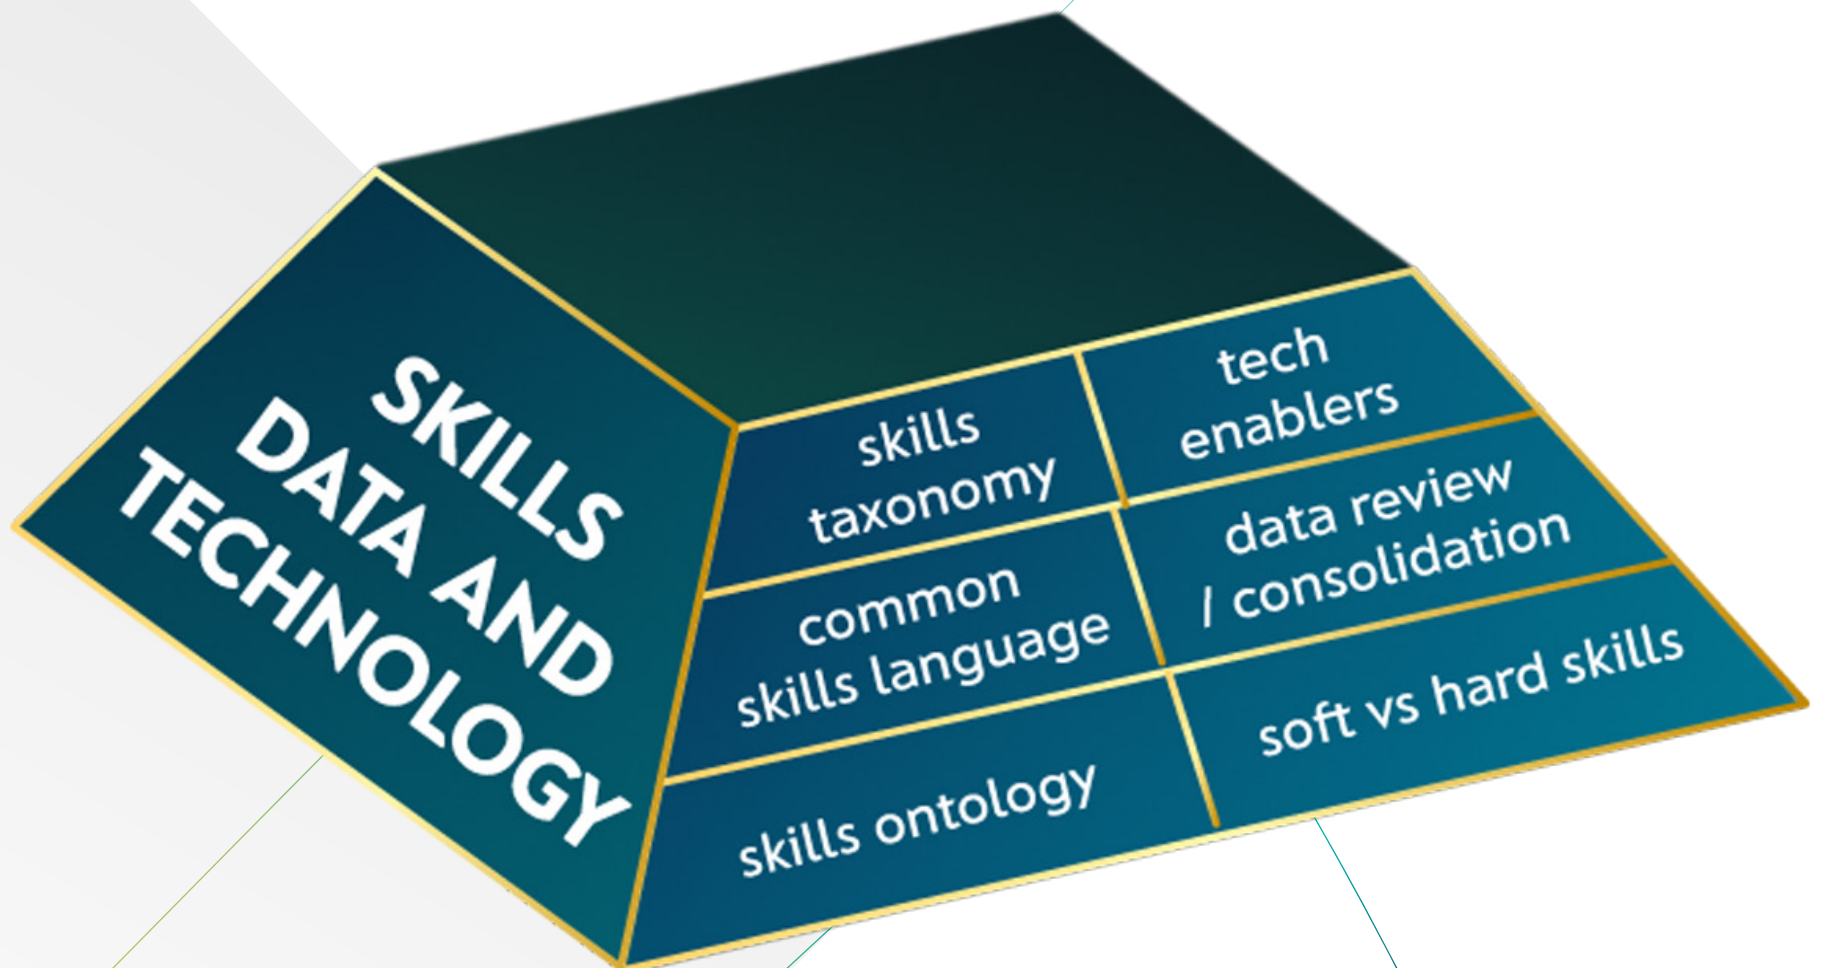 SKILLS
DATA AND
TECHNOLOGY
skills
taxonomy
tech
enablers
common
skills language
data review
/ consolidation
skills ontology
soft vs hard skills